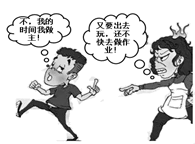 不，我的
时间我做
主！
又要出去
玩，还不
快去做作
业！